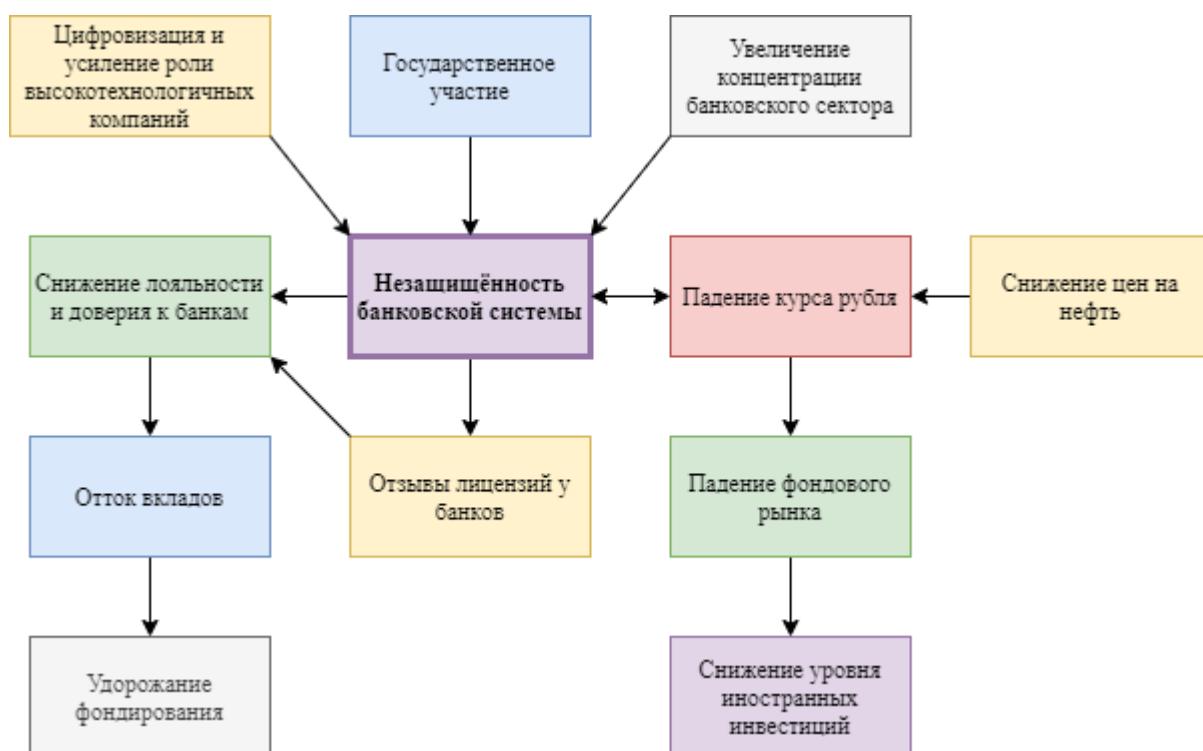 Цифровизация и
усиление роли
высокотехнологичных
компаний
Государственное
участие
Увеличение
концентрации
банковского сектора
Снижение лояльности
и доверия к банкам
Незащищённость
банковской системы
Падение курса рубля
Снижение цен на
нефть
Отток вкладов
Отзывы лицензий у
банков
Падение фондового
рынка
Удорожание
фондирования
Снижение уровня
иностранных
инвестиций